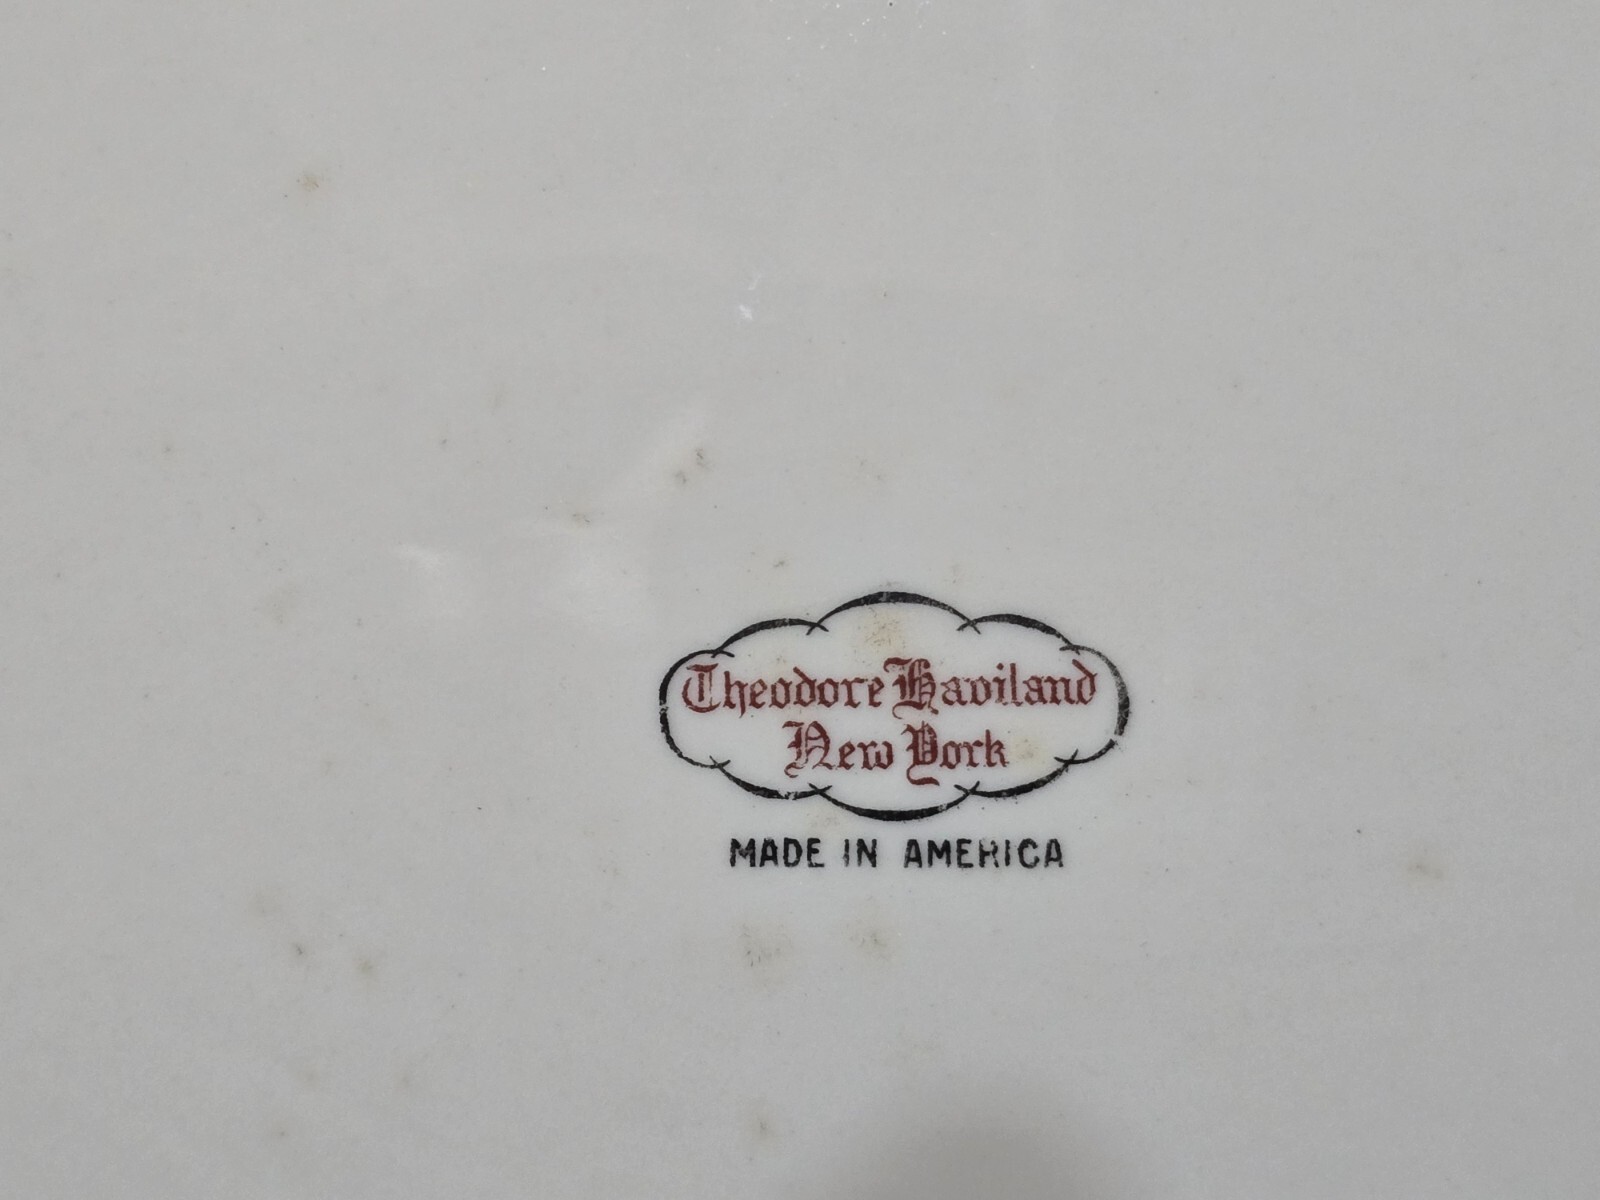 Theodore Haviland
New York
MADE IN AMERICA